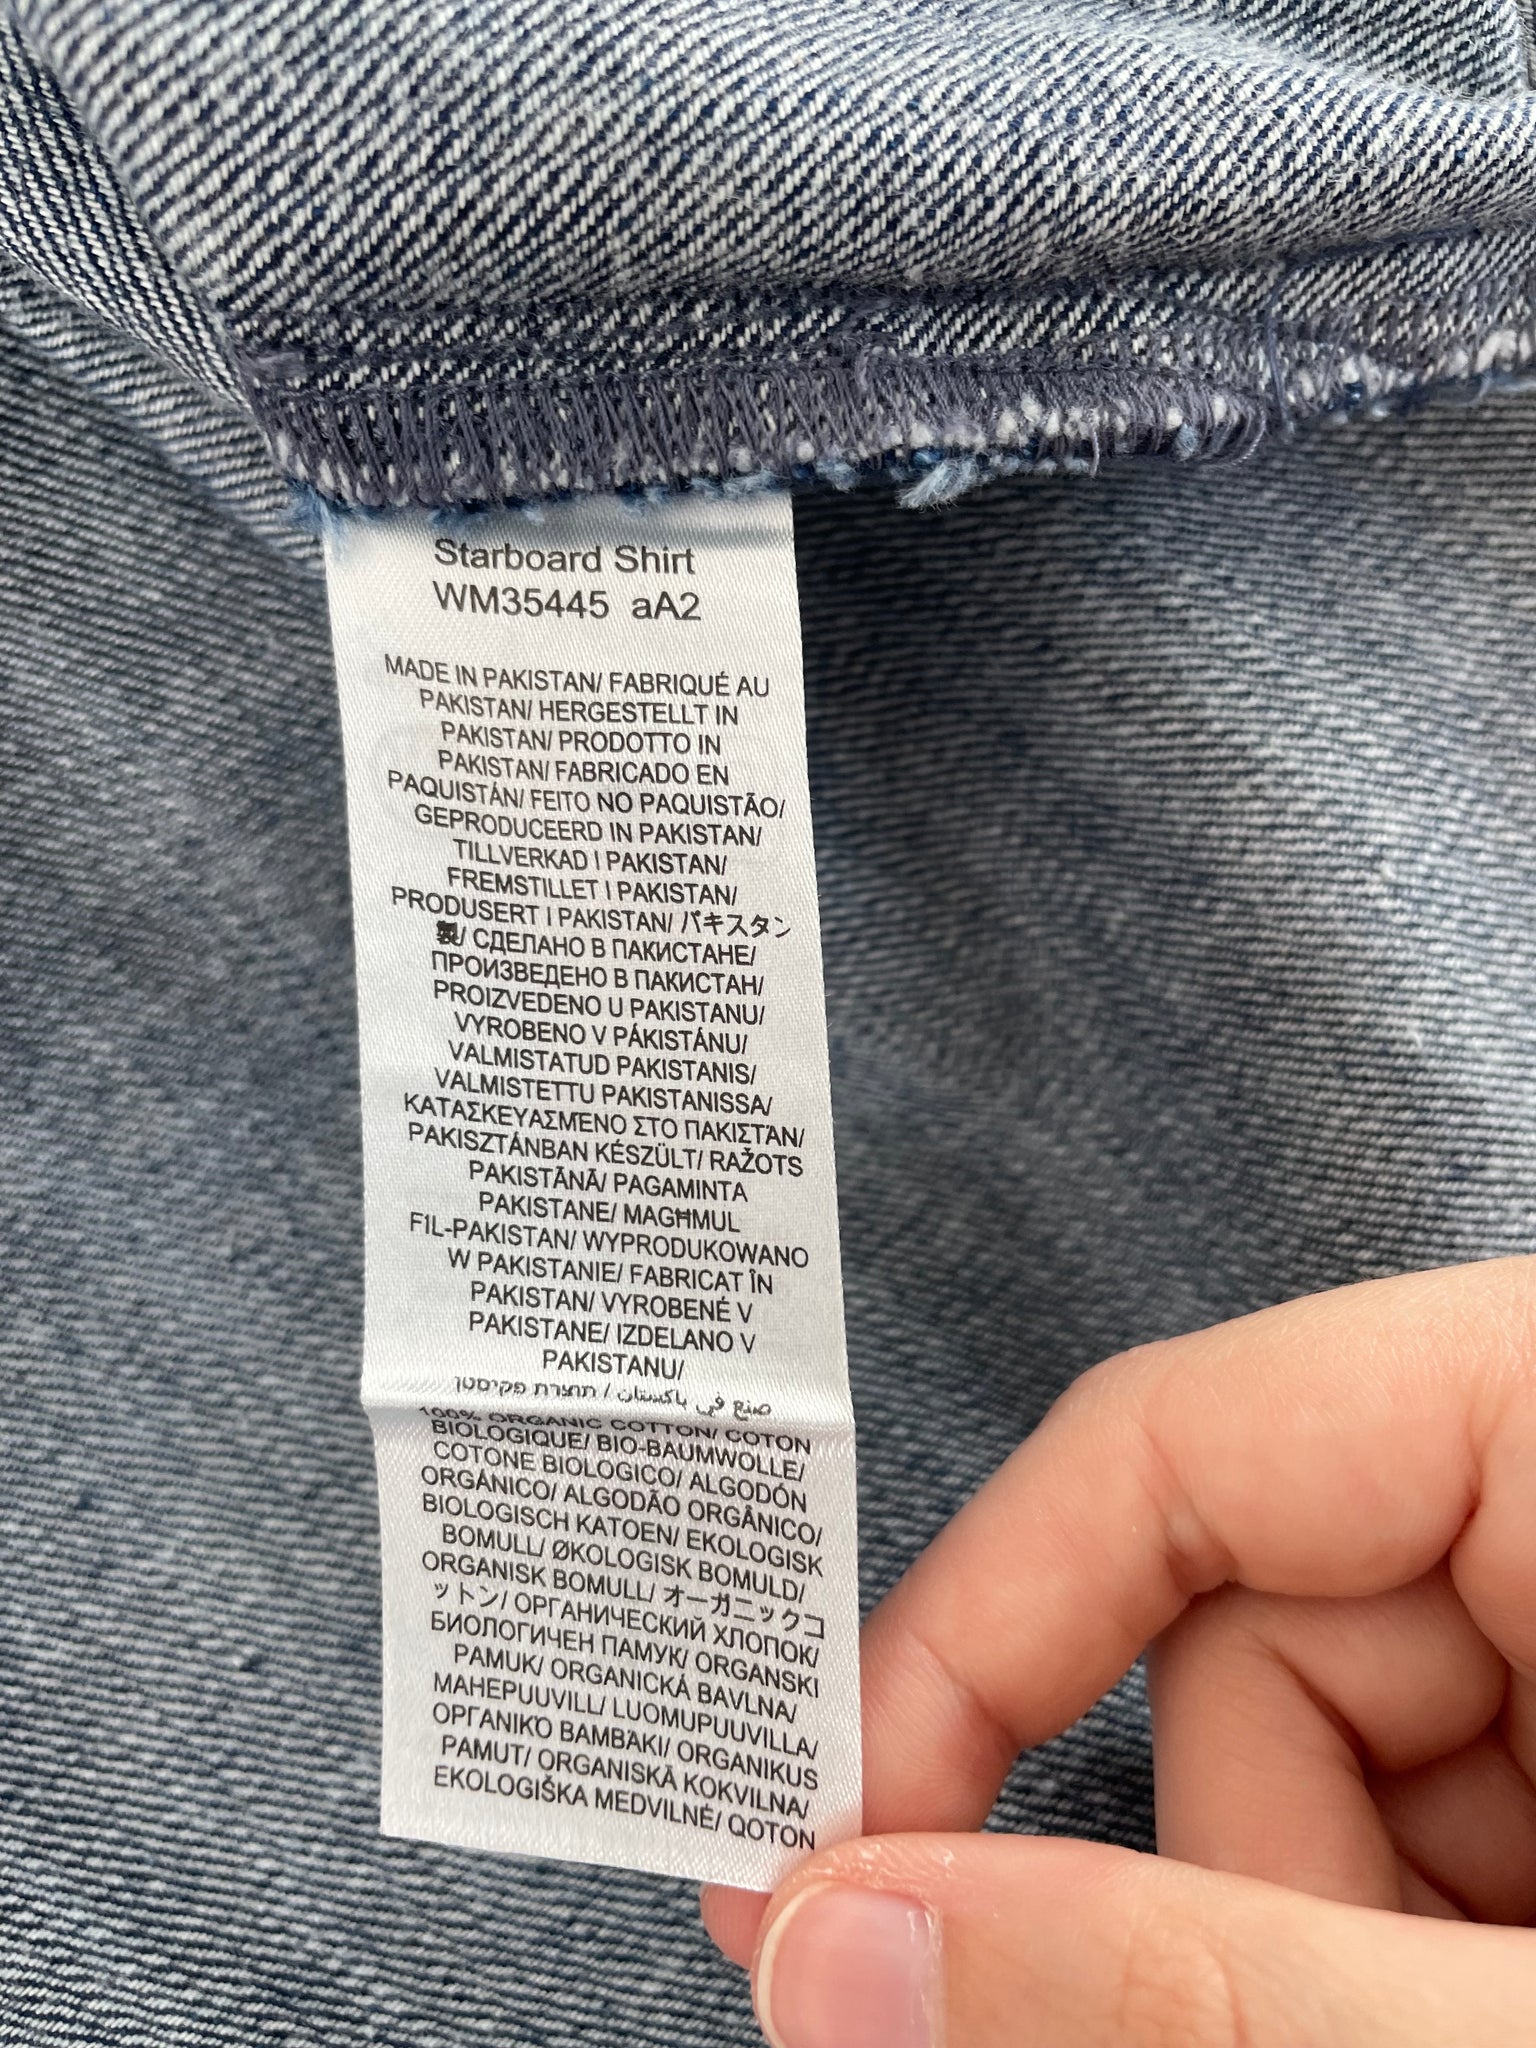 Starboard Shirt
WM35445 aA2
MADE IN PAKISTAN/ FABRIQUÉ AU
PAKISTAN/ HERGESTELLT IN
PAKISTAN/ PRODOTTO IN
PAKISTAN/ FABRICADO EN
PAQUISTÁN/ FEITO NO PAQUISTÃO/
GEPRODUCEERD IN PAKISTAN/
TILLVERKAD I PAKISTAN/
FREMSTILLET I PAKISTAN/
PRODUSERT I PAKISTAN/ パキスタン
製/ СДЕЛАНО В ПАКИСТАНЕ/
ПРОИЗВЕДЕНО В ПАКИСТАН/
PROIZVEDENO U PAKISTANU/
VYROBENO V PÁKISTÁNU/
VALMISTATUD PAKISTANIS/
VALMISTETTU PAKISTANISSA/
ΚΑΤΑΣΚΕΥΑΣΜΈΝΟ ΣΤΟ ΠΑΚΙΣΤΆΝ/
PAKISZTÁNBAN KÉSZÜLT/ RAŽOTS
PAKISTĀNĀ/ PAGAMINTA
PAKISTANE/ MAGĦMUL
F1L-PAKISTAN/ WYPRODUKOWANO
W PAKISTANIE/ FABRICAT ÎN
PAKISTAN/ VYROBENÉ V
PAKISTANE/ IZDELANO V
PAKISTANU/
صنع في باكستان / תוצרת פקיסטן
100% ORGANIC COTTON/ COTON
BIOLOGIQUE/ BIO-BAUMWOLLE/
COTONE BIOLOGICO/ ALGODÓN
ORGÁNICO/ ALGODÃO ORGÂNICO/
BIOLOGISCH KATOEN/ EKOLOGISK
BOMULL/ ØKOLOGISK BOMULD/
ORGANISK BOMULL/ オーガニックコ
ットン/ ОРГАНИЧЕСКИЙ ХЛОПОК/
БИОЛОГИЧЕН ПАМУК/ ORGANSKI
PAMUK/ ORGANICKÁ BAVLNA/
MAHEPUUVILL/ LUOMUPUUVILLA/
ΟΡΓΑΝΙΚΌ ΒΑΜΒΆΚΙ/ ORGANIKUS
PAMUT/ ORGANISKĀ KOKVILNA/
EKOLOGIŠKA MEDVILNĖ/ QOTON